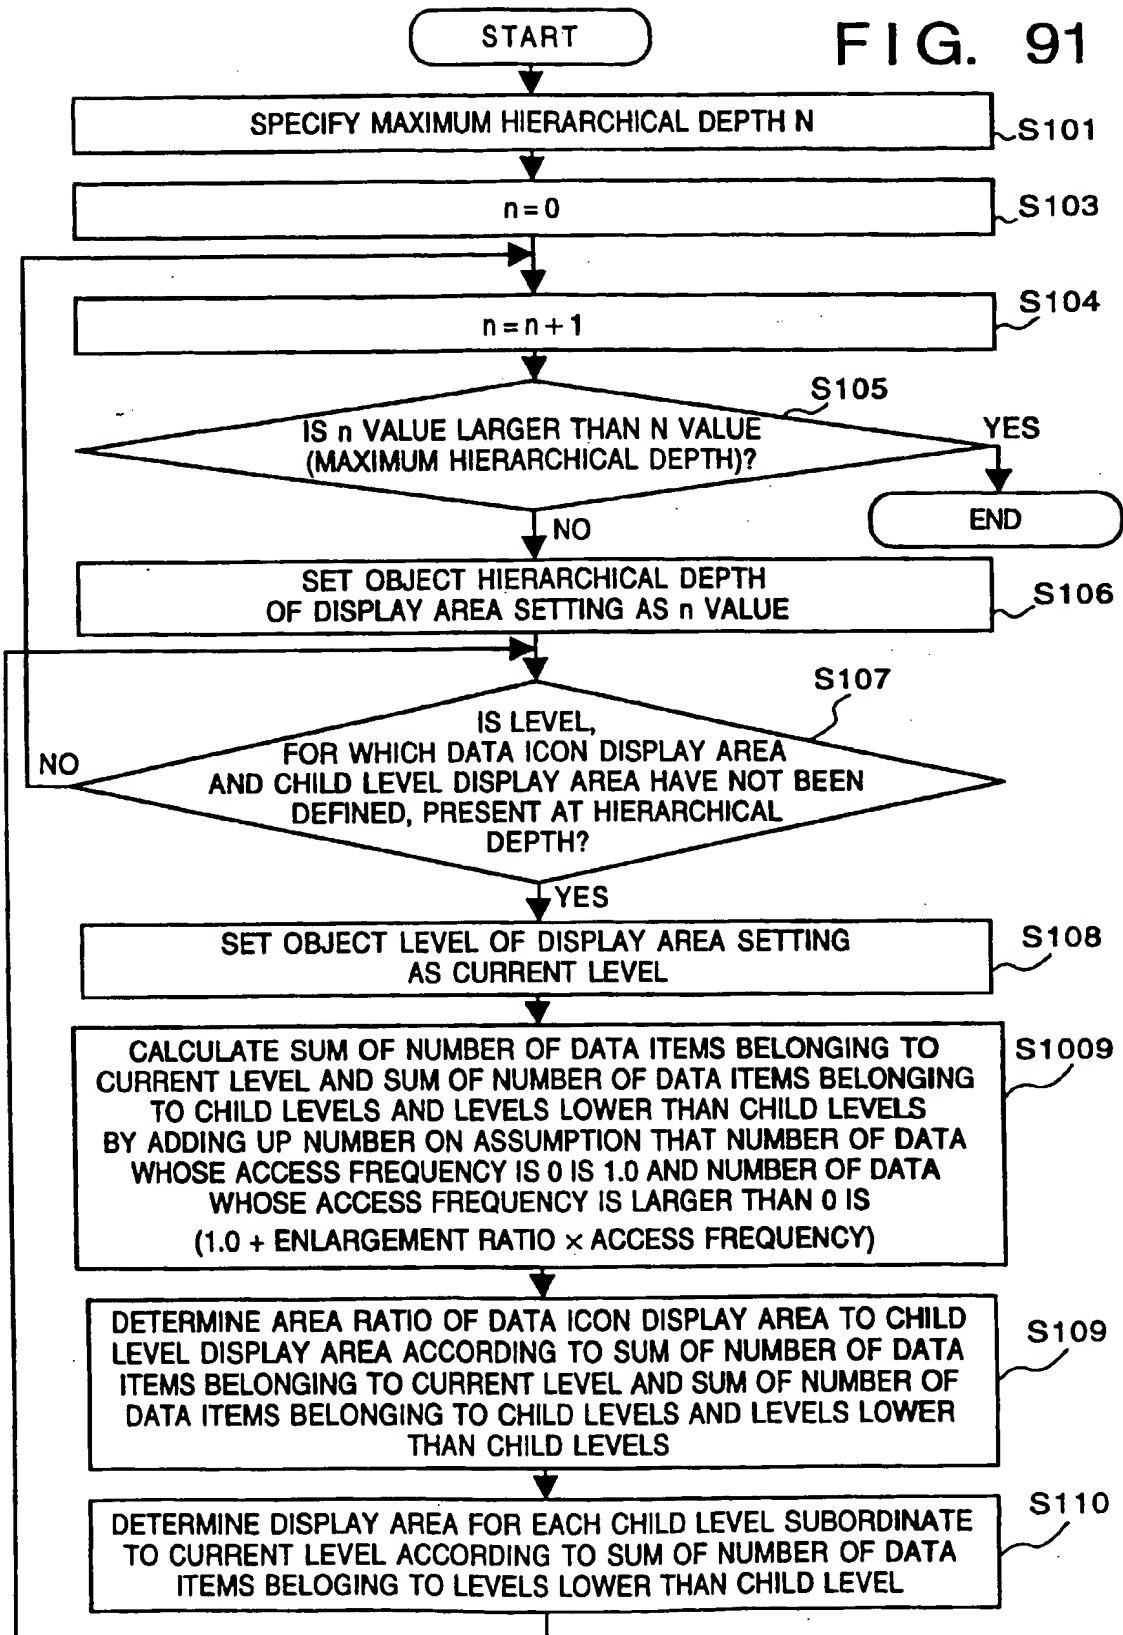 START
FIG. 91
SPECIFY MAXIMUM HIERARCHICAL DEPTH N
S101
n=0
S103
n=n+1
S104
S105
IS n VALUE LARGER THAN N VALUE
(MAXIMUM HIERARCHICAL DEPTH)?
YES
END
NO
SET OBJECT HIERARCHICAL DEPTH
OF DISPLAY AREA SETTING AS n VALUE
S106
S107
IS LEVEL,
FOR WHICH DATA ICON DISPLAY AREA
AND CHILD LEVEL DISPLAY AREA HAVE NOT BEEN
DEFINED, PRESENT AT HIERARCHICAL
DEPTH?
NO
YES
SET OBJECT LEVEL OF DISPLAY AREA SETTING
AS CURRENT LEVEL
S108
CALCULATE SUM OF NUMBER OF DATA ITEMS BELONGING TO
CURRENT LEVEL AND SUM OF NUMBER OF DATA ITEMS BELONGING
TO CHILD LEVELS AND LEVELS LOWER THAN CHILD LEVELS
BY ADDING UP NUMBER ON ASSUMPTION THAT NUMBER OF DATA
WHOSE ACCESS FREQUENCY IS 0 IS 1.0 AND NUMBER OF DATA
WHOSE ACCESS FREQUENCY IS LARGER THAN 0 IS
(1.0 + ENLARGEMENT RATIO × ACCESS FREQUENCY)
S1009
DETERMINE AREA RATIO OF DATA ICON DISPLAY AREA TO CHILD
LEVEL DISPLAY AREA ACCORDING TO SUM OF NUMBER OF DATA
ITEMS BELONGING TO CURRENT LEVEL AND SUM OF NUMBER OF
DATA ITEMS BELONGING TO CHILD LEVELS AND LEVELS LOWER
THAN CHILD LEVELS
S109
DETERMINE DISPLAY AREA FOR EACH CHILD LEVEL SUBORDINATE
TO CURRENT LEVEL ACCORDING TO SUM OF NUMBER OF DATA
ITEMS BELOGING TO LEVELS LOWER THAN CHILD LEVEL
S110